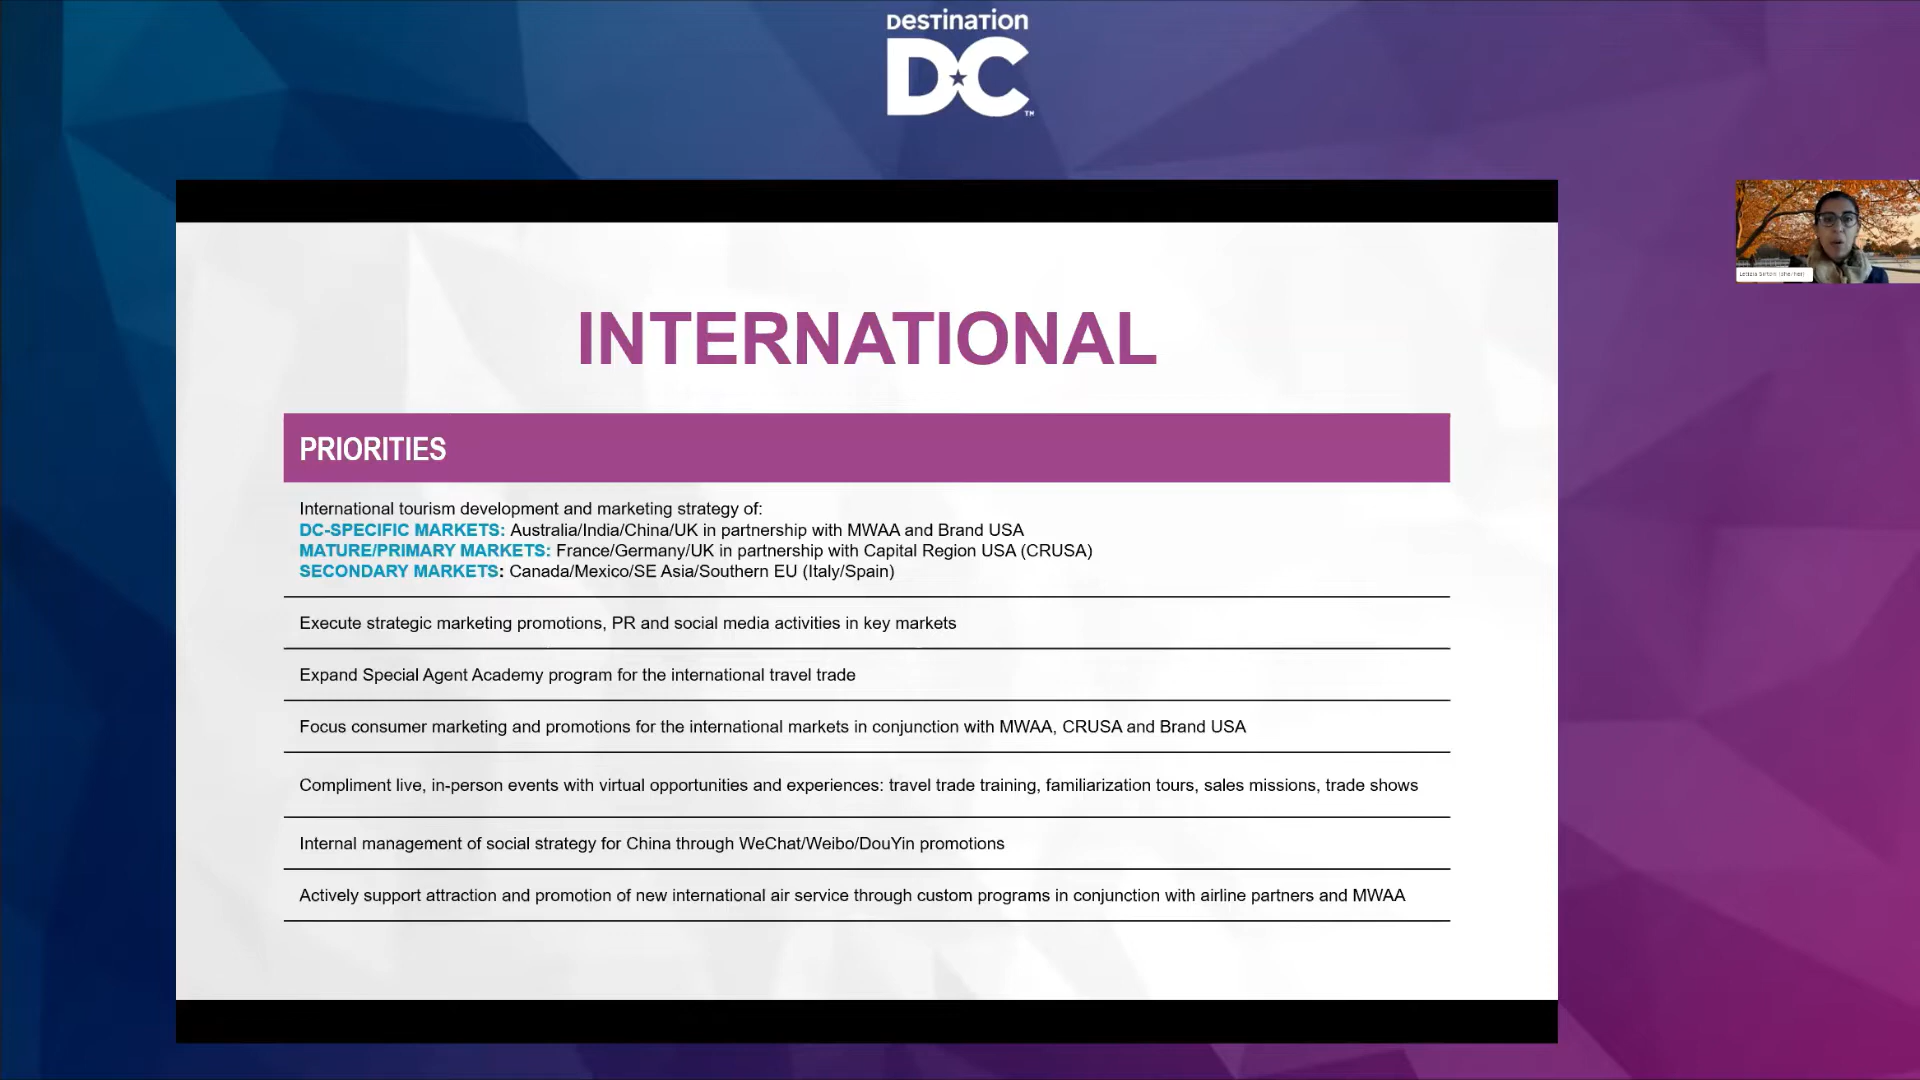 DESTINATION
DC
TM
INTERNATIONAL
PRIORITIES
International tourism development and marketing strategy of:
DC-SPECIFIC MARKETS: Australia/India/China/UK in partnership with MWAA and Brand USA
MATURE/PRIMARY MARKETS: France/Germany/UK in partnership with Capital Region USA (CRUSA)
SECONDARY MARKETS: Canada/Mexico/SE Asia/Southern EU (Italy/Spain)
Execute strategic marketing promotions, PR and social media activities in key markets
Expand Special Agent Academy program for the international travel trade
Focus consumer marketing and promotions for the international markets in conjunction with MWAA, CRUSA and Brand USA
Compliment live, in-person events with virtual opportunities and experiences: travel trade training, familiarization tours, sales missions, trade shows
Internal management of social strategy for China through WeChat/Weibo/DouYin promotions
Actively support attraction and promotion of new international air service through custom programs in conjunction with airline partners and MWAA
(she/her)